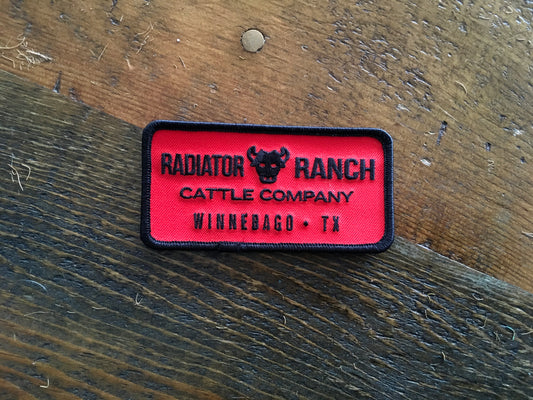 RADIATOR RANCH
CATTLE COMPANY
WINNEBAGO • TX